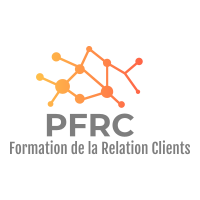 PFRC
Formation de la Relation Clients